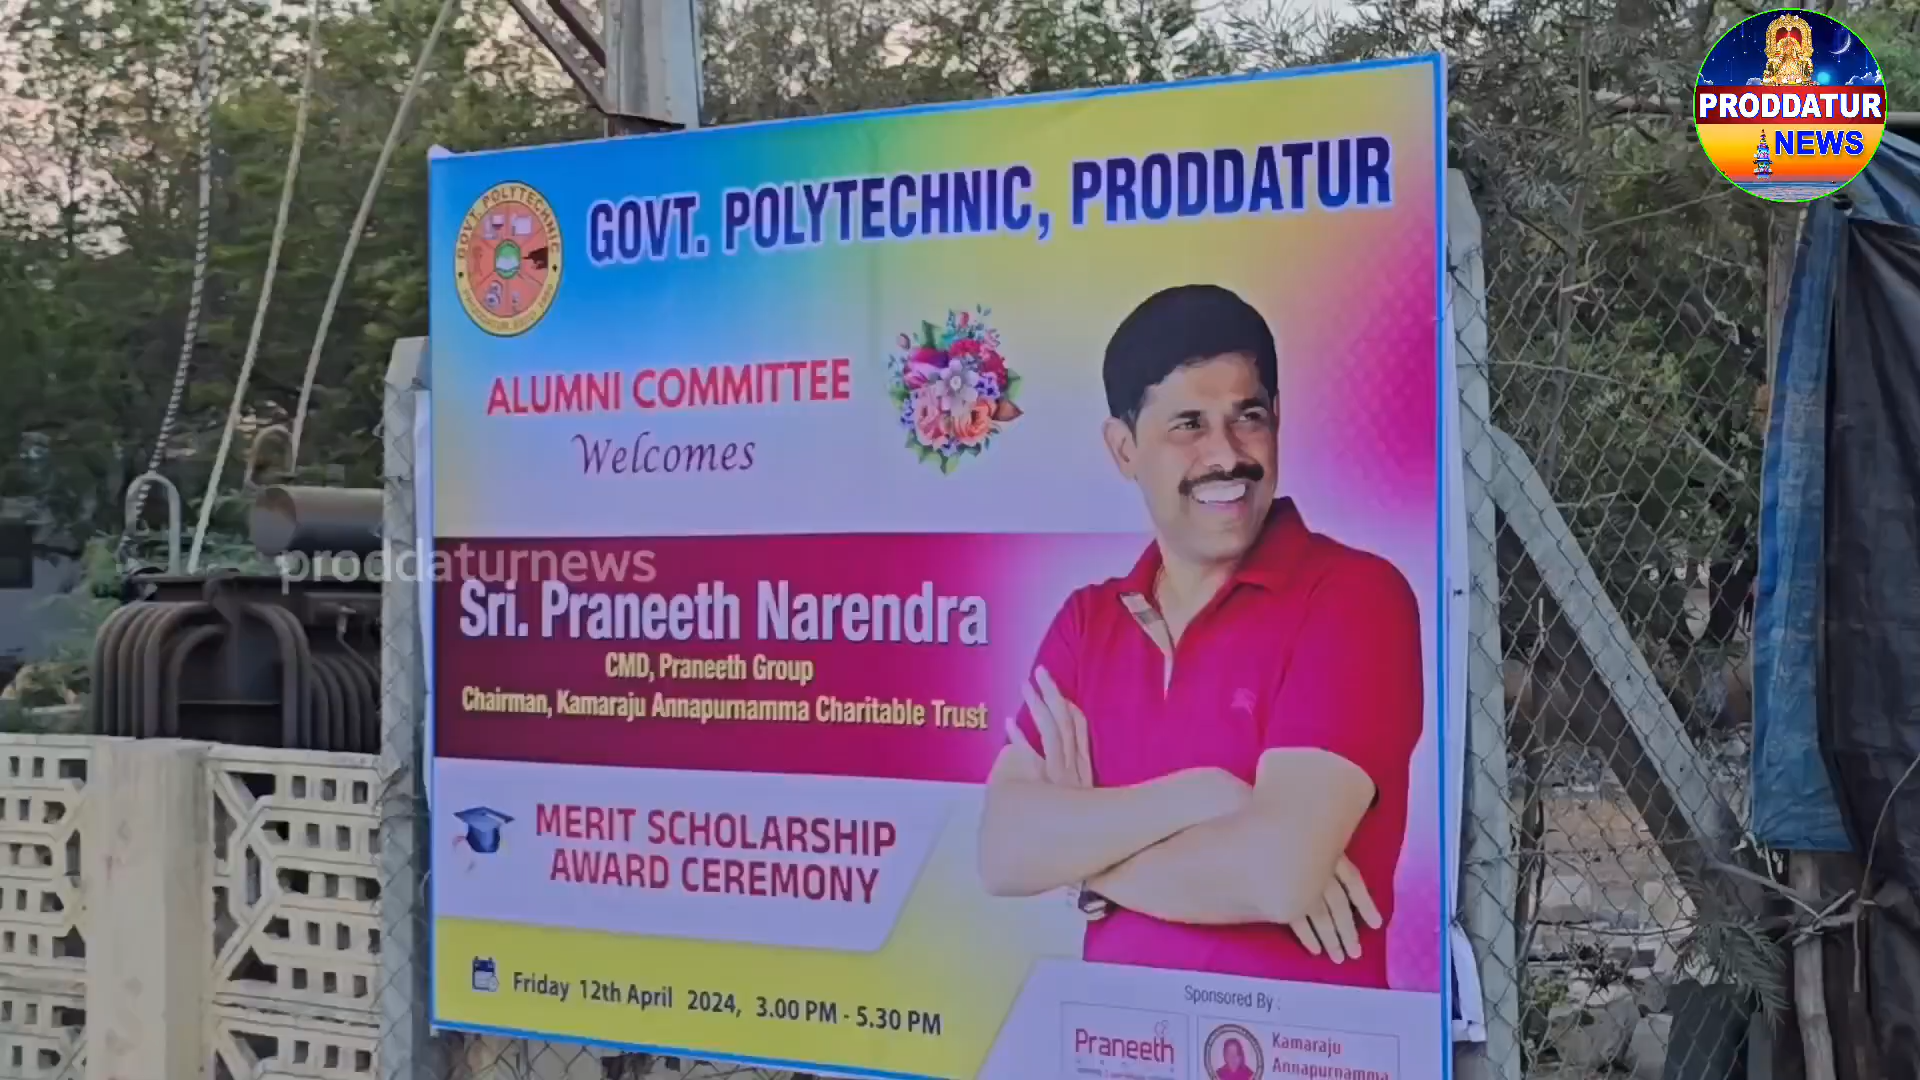 PRODDATUR
NEWS
GOVT. POLYTECHNIC, PRODDATUR
GOVT. POLYTECHNIC
ALUMNI COMMITTEE
Welcomes
proddaturnews
Sri. Praneeth Narendra
CMD, Praneeth Group
Chairman, Kamaraju Annapurnamma Charitable Trust
MERIT SCHOLARSHIP
AWARD CEREMONY
Friday 12th April 2024, 3.00 PM - 5.30 PM
Sponsored By :
Praneeth
Kamaraju
Annapurnamma